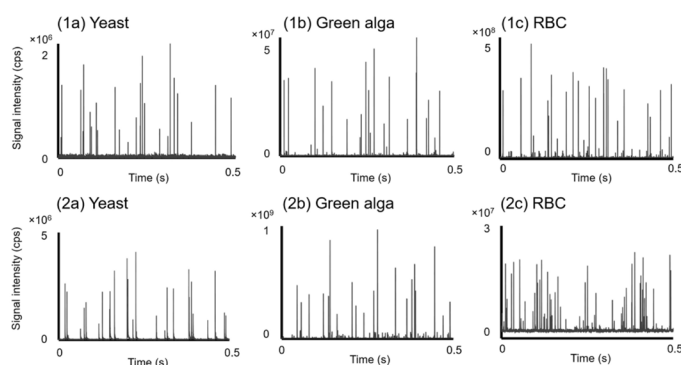 (1a) Yeast
×10⁶
2
0
Signal intensity (cps)
0
Time (s)
0.5
(1b) Green alga
×10⁷
5
0
0
Time (s)
0.5
(1c) RBC
×10⁸
5
0
0
Time (s)
0.5
(2a) Yeast
×10⁶
5
0
Signal intensity (cps)
0
Time (s)
0.5
(2b) Green alga
×10⁹
1
0
0
Time (s)
0.5
(2c) RBC
×10⁷
3
0
0
Time (s)
0.5